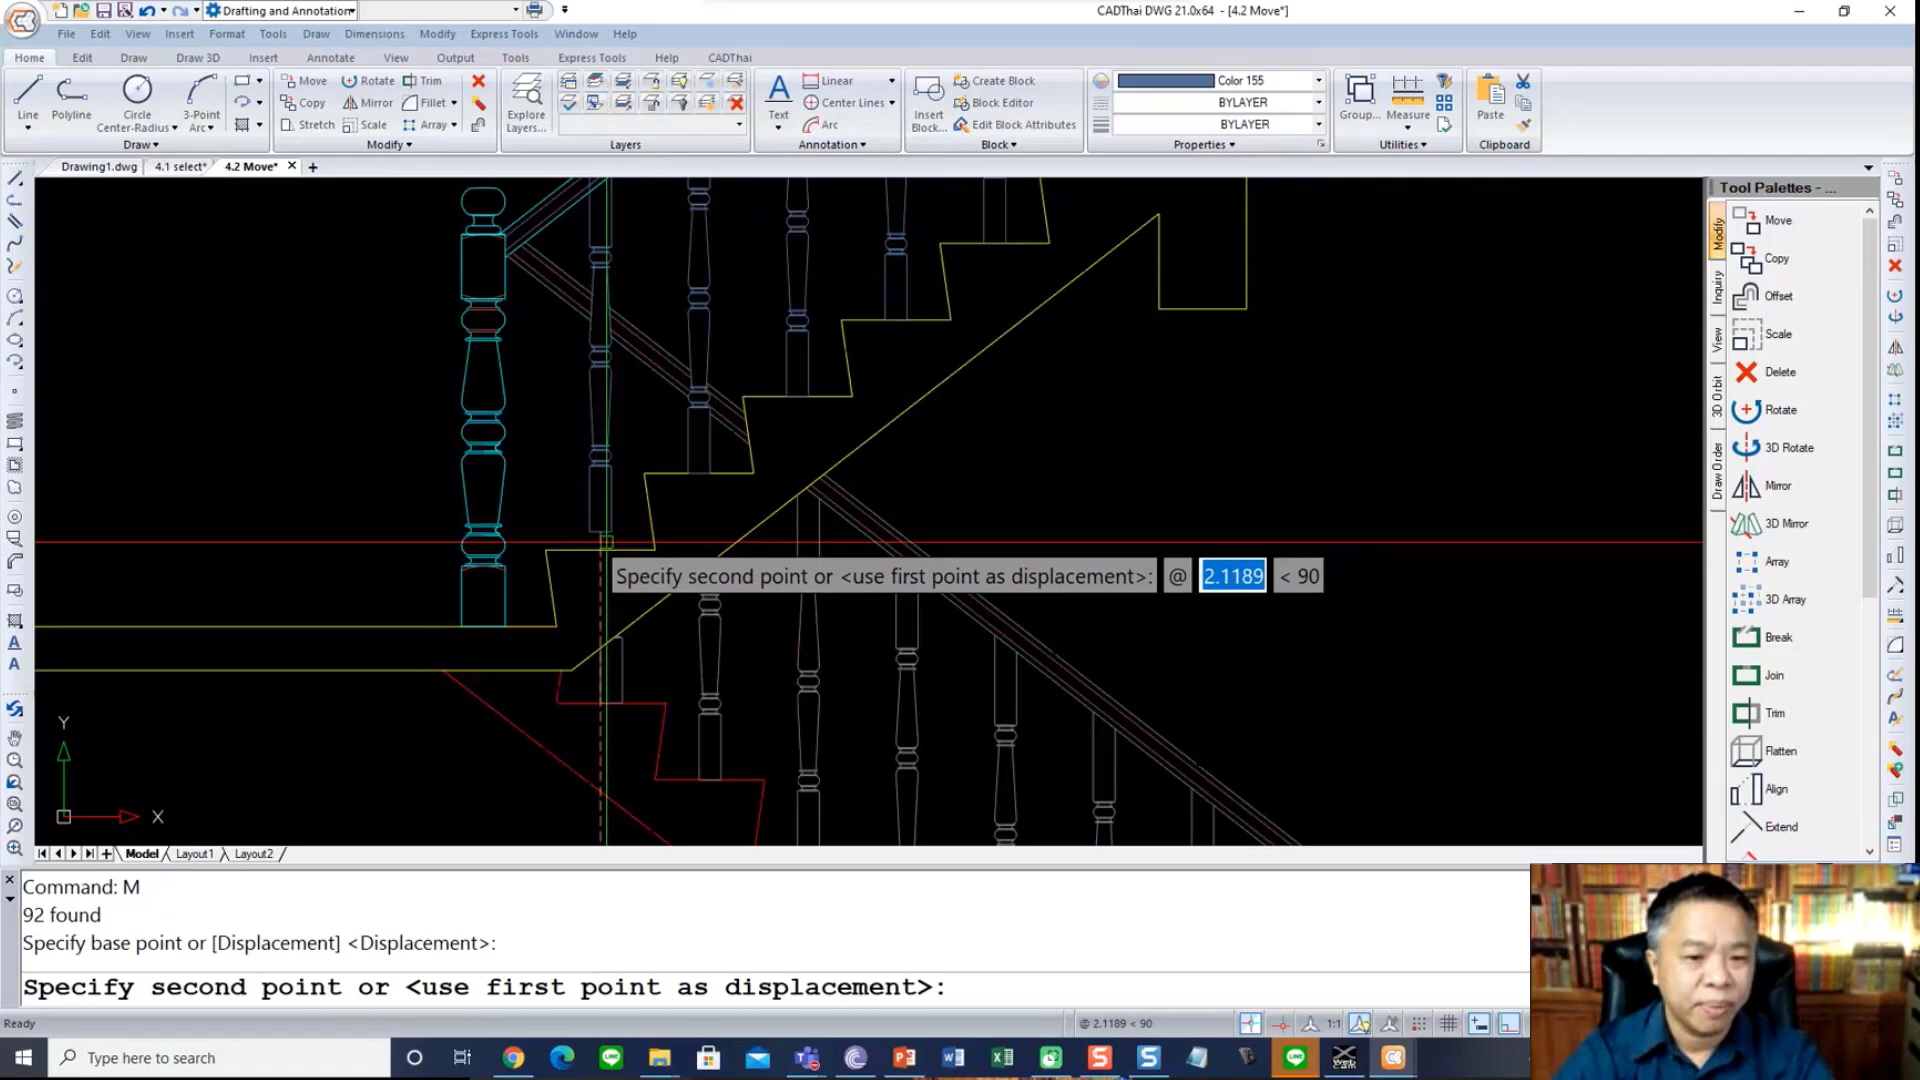 Drafting and Annotation
CADThai DWG 21.0x64 - [4.2 Move*]
File Edit View Insert Format Tools Draw Dimensions Modify Express Tools Window Help
Home Edit Draw Draw 3D Insert Annotate View Output Tools Express Tools Help CADThai
Line
Polyline
Circle
Center-Radius
3-Point
Arc
Draw
Move Rotate Trim
Copy Mirror Fillet
Stretch Scale Array
Modify
Explore
Layers...
Layers
Text
Linear
Center Lines
Arc
Annotation
Insert
Block...
Create Block
Block Editor
Edit Block Attributes
Block
Color 155
BYLAYER
BYLAYER
Properties
Group...
Measure
Utilities
Paste
Clipboard
Drawing1.dwg 4.1 select* 4.2 Move*
Tool Palettes - ...
Modify
Inquiry
View
3D Orbit
Draw Order
Move
Copy
Offset
Scale
Delete
Rotate
3D Rotate
Mirror
3D Mirror
Array
3D Array
Break
Join
Trim
Flatten
Align
Extend
Specify second point or <use first point as displacement>: @ 2.1189 < 90
Y
X
Model Layout1 Layout2
Command: M
92 found
Specify base point or [Displacement] <Displacement>:
Specify second point or <use first point as displacement>:
Ready
@ 2.1189 < 90
1:1
Type here to search